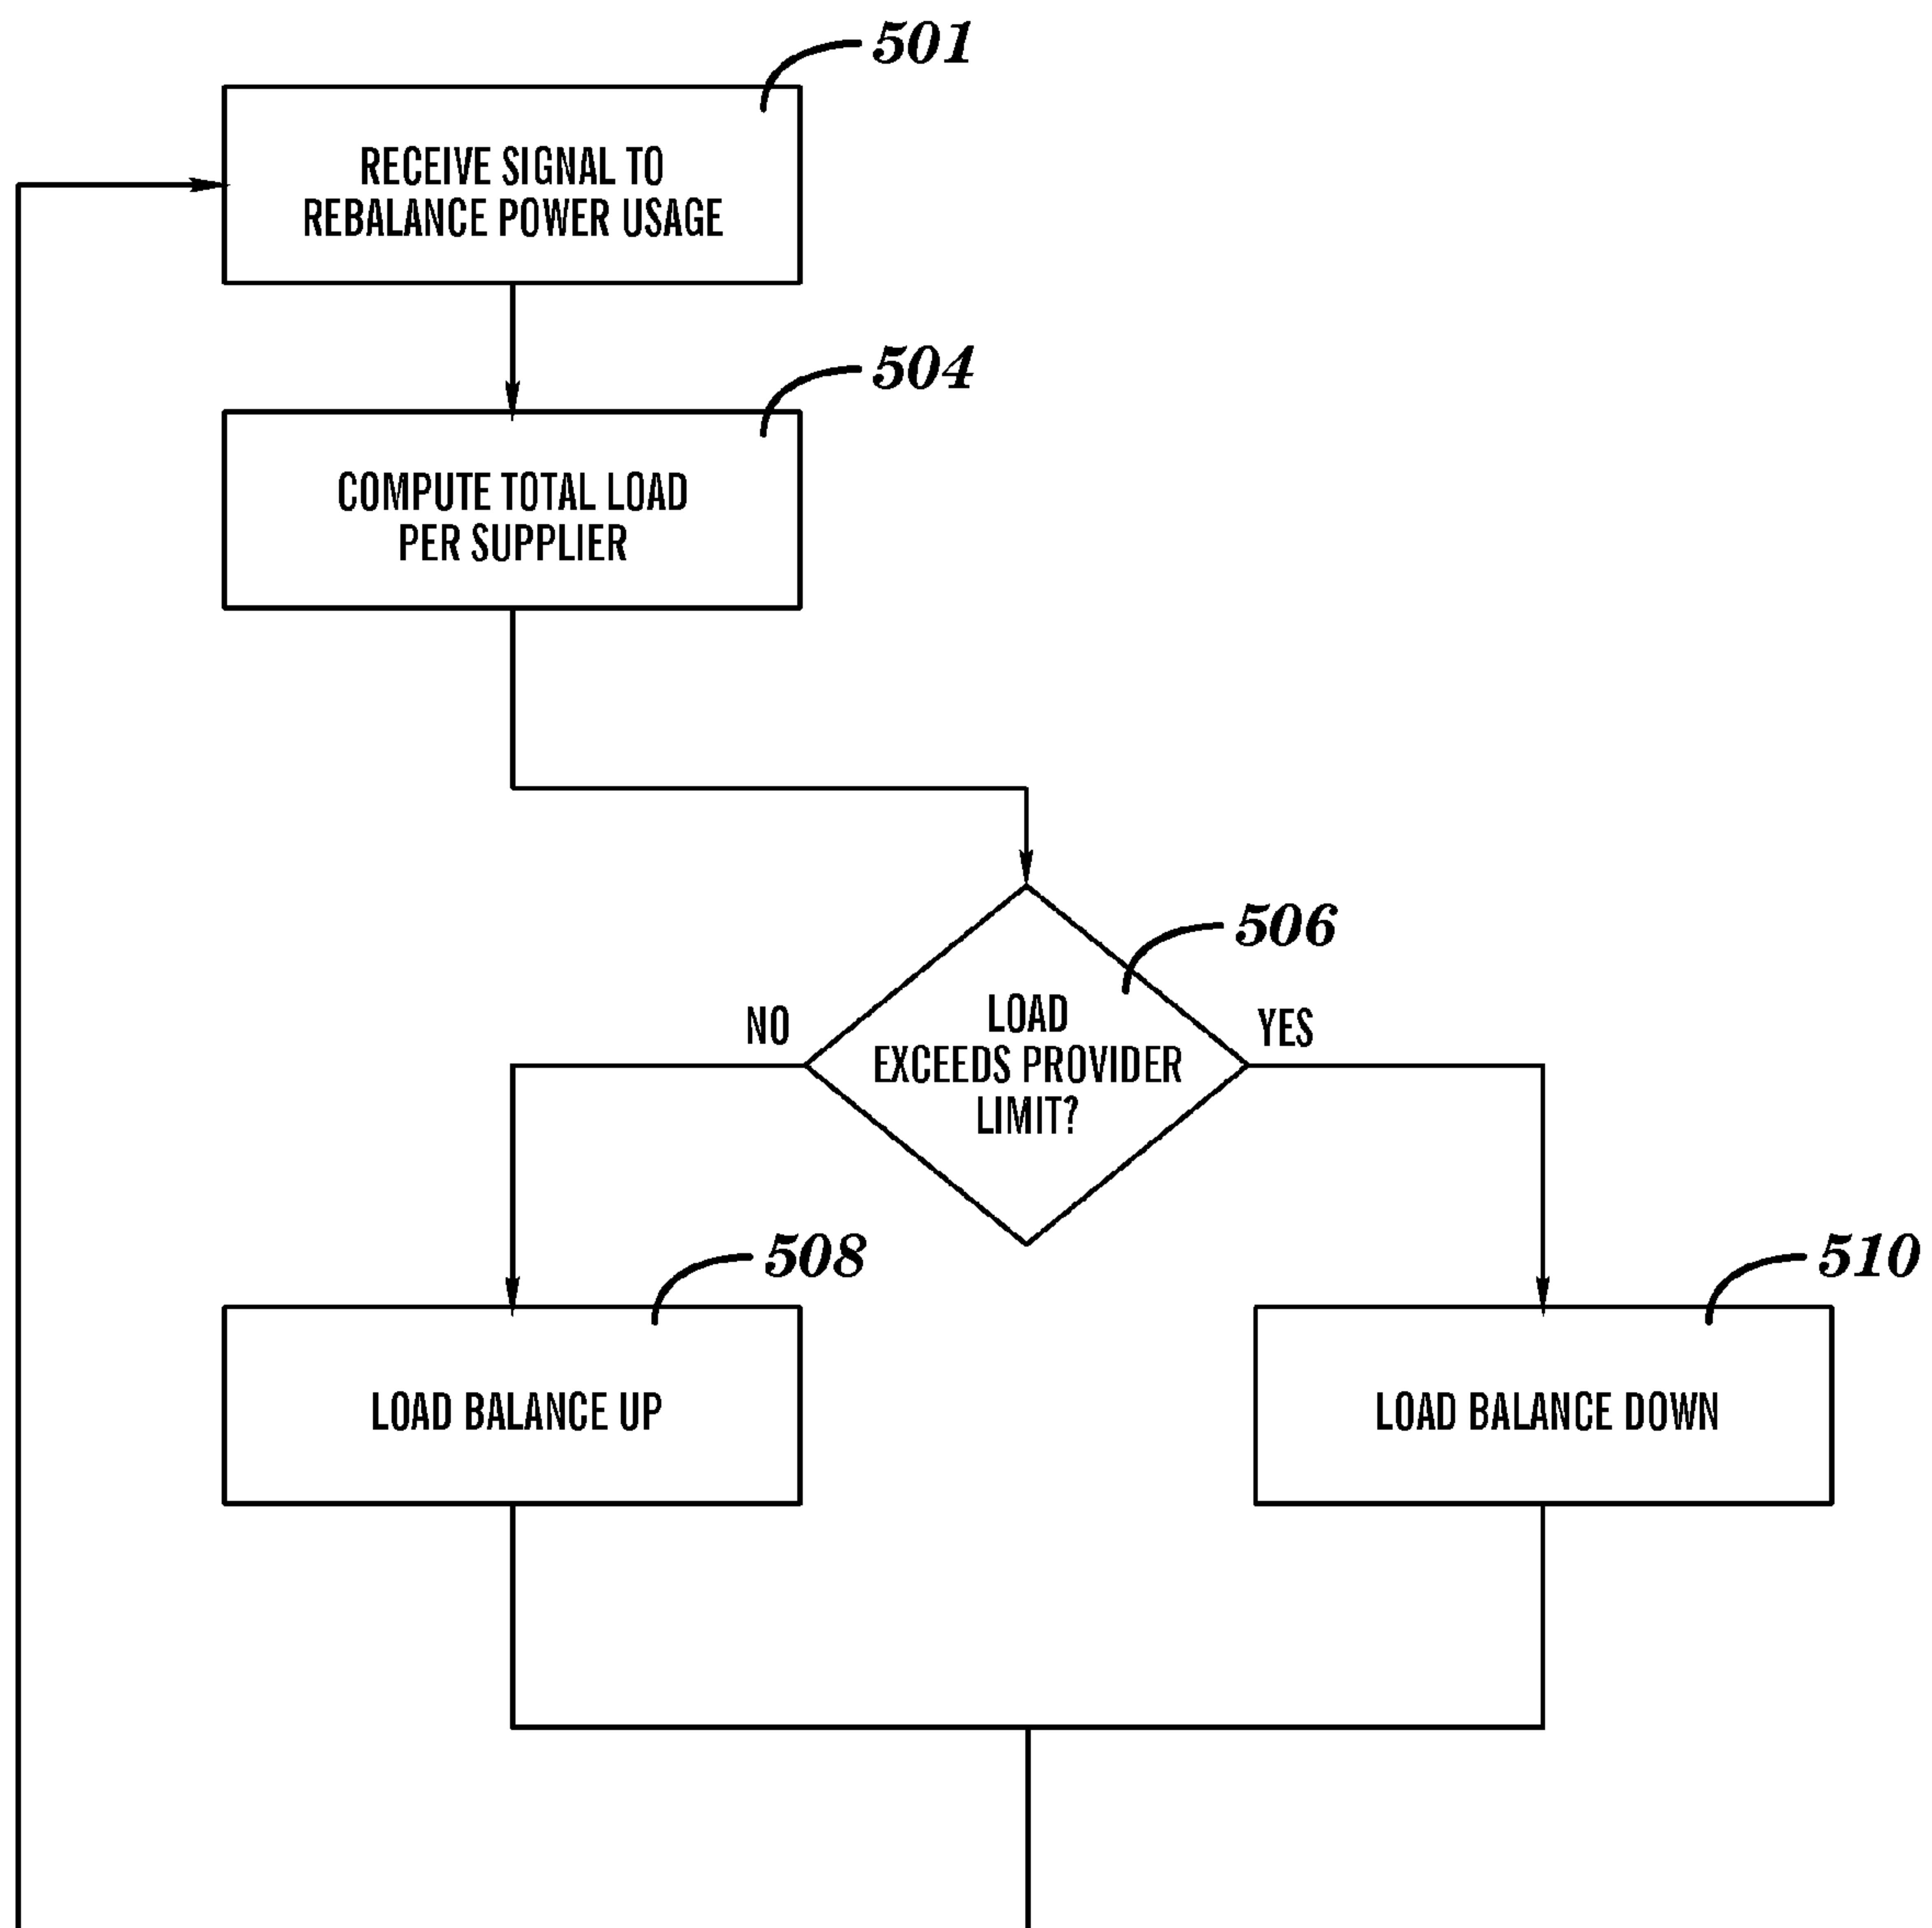 501
RECEIVE SIGNAL TO
REBALANCE POWER USAGE
504
COMPUTE TOTAL LOAD
PER SUPPLIER
506
LOAD
EXCEEDS PROVIDER
LIMIT?
NO
YES
508
LOAD BALANCE UP
510
LOAD BALANCE DOWN